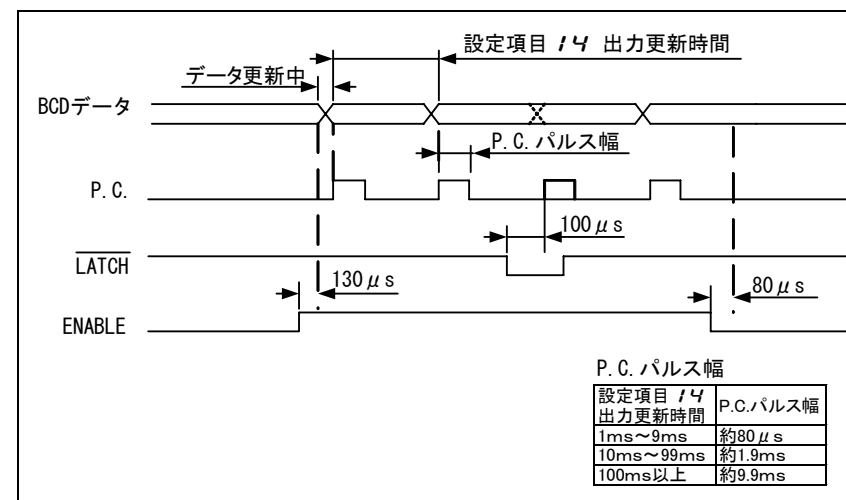 設定項目 14 出力更新時間
データ更新中
BCDデータ
P.C.パルス幅
P.C.
100μs
LATCH
130μs
80μs
ENABLE
P.C.パルス幅
設定項目 14 出力更新時間 P.C.パルス幅
1ms～9ms 約80μs
10ms～99ms 約1.9ms
100ms以上 約9.9ms